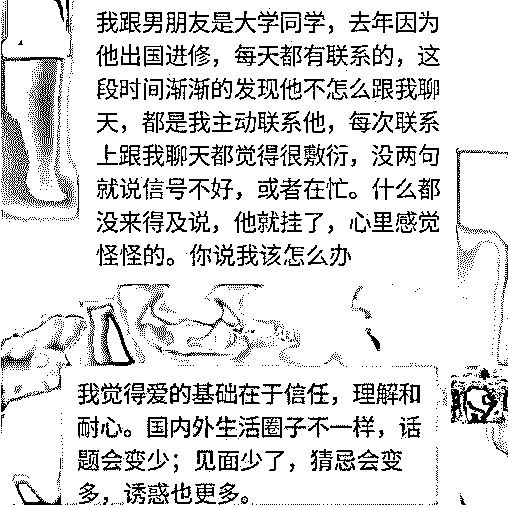 我跟男朋友是大学同学，去年因为
他出国进修，每天都有联系的，这
段时间渐渐的发现他不怎么跟我聊
天，都是我主动联系他，每次联系
上跟我聊天都觉得很敷衍，没两句
就说信号不好，或者在忙。什么都
没来得及说，他就挂了，心里感觉
怪怪的。你说我该怎么办
我觉得爱的基础在于信任，理解和
耐心。国内外生活圈子不一样，话
题会变少；见面少了，猜忌会变
多，诱惑也更多。